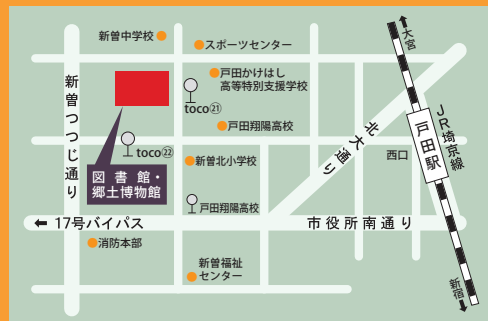 新曽中学校
スポーツセンター
大宮
戸田かけはし
高等特別支援学校
新曽つつじ通り
toco㉑
JR埼京線
戸田駅
戸田翔陽高校
北大通り
toco㉒
西口
新曽北小学校
図書館・
郷土博物館
戸田翔陽高校
17号バイパス
市役所南通り
消防本部
新曽福祉
センター
新宿